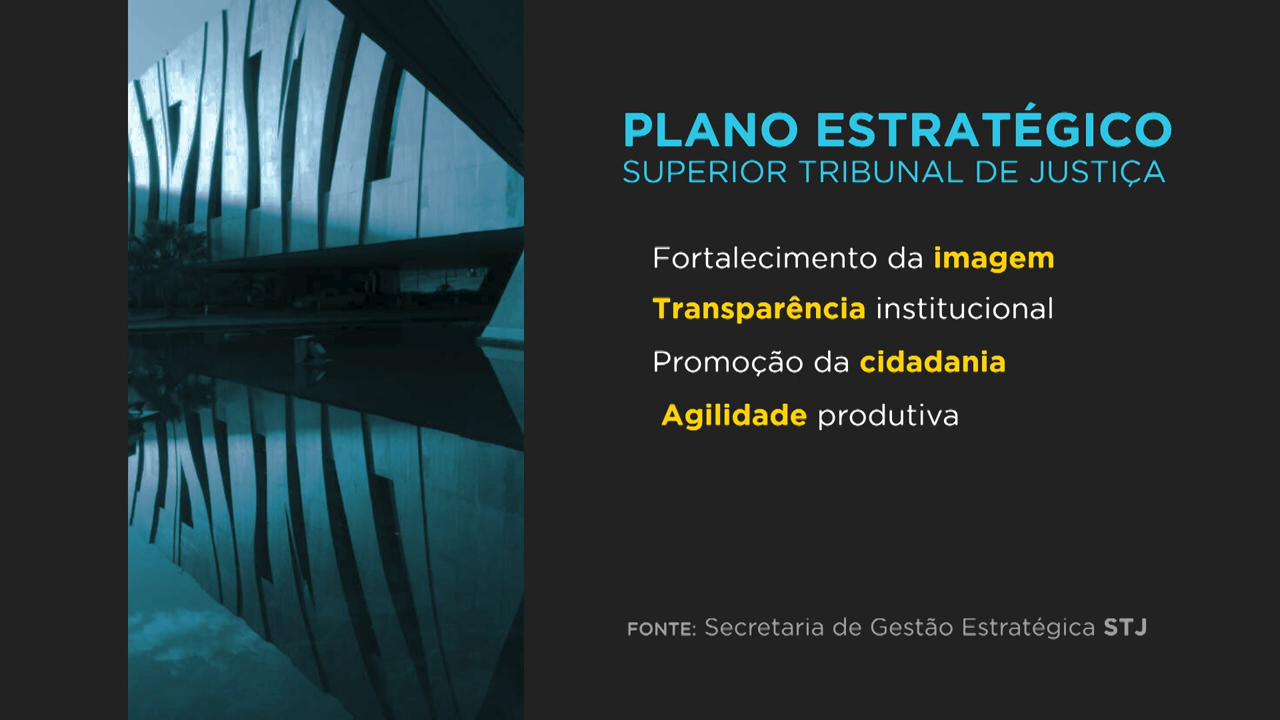 PLANO ESTRATÉGICO
SUPERIOR TRIBUNAL DE JUSTIÇA
Fortalecimento da imagem
Transparência institucional
Promoção da cidadania
Agilidade produtiva
FONTE: Secretaria de Gestão Estratégica STJ